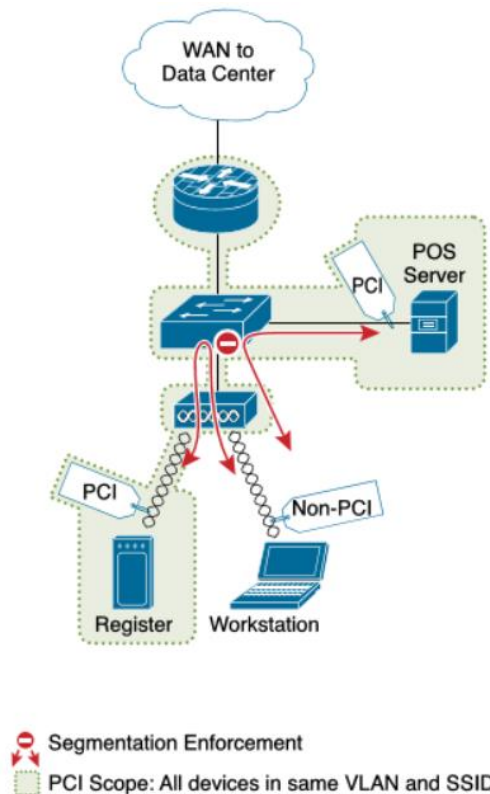 WAN to
Data Center
POS
Server
PCI
PCI
Non-PCI
Register
Workstation
Segmentation Enforcement
PCI Scope: All devices in same VLAN and SSID